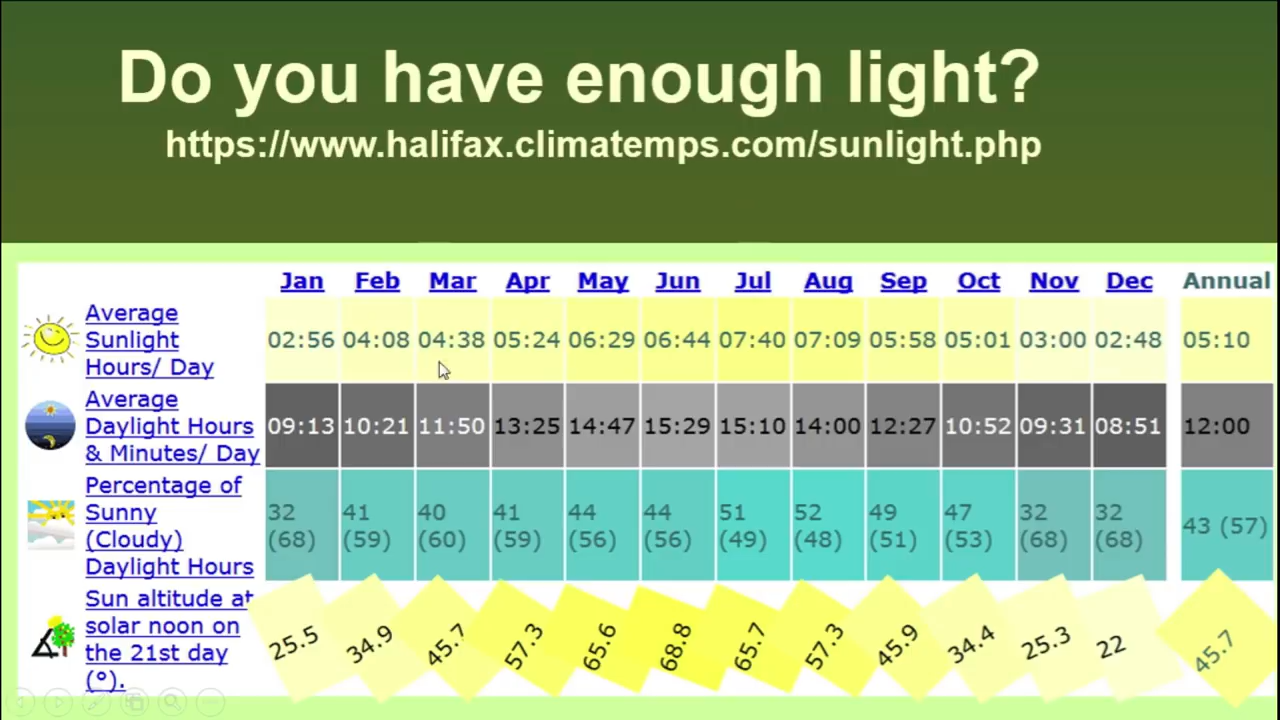 Do you have enough light?
https://www.halifax.climatemps.com/sunlight.php
Jan Feb Mar Apr May Jun Jul Aug Sep Oct Nov Dec Annual
Average
Sunlight
Hours/ Day
02:56 04:08 04:38 05:24 06:29 06:44 07:40 07:09 05:58 05:01 03:00 02:48 05:10
Average
Daylight Hours
& Minutes/ Day
09:13 10:21 11:50 13:25 14:47 15:29 15:10 14:00 12:27 10:52 09:31 08:51 12:00
Percentage of
Sunny
(Cloudy)
Daylight Hours
32 41 40 41 44 44 51 52 49 47 32 32 43 (57)
(68) (59) (60) (59) (56) (56) (49) (48) (51) (53) (68) (68)
Sun altitude at
solar noon on
the 21st day
(°).
25.5 34.9 45.7 57.3 65.6 68.8 65.7 57.3 45.9 34.4 25.3 22 45.7